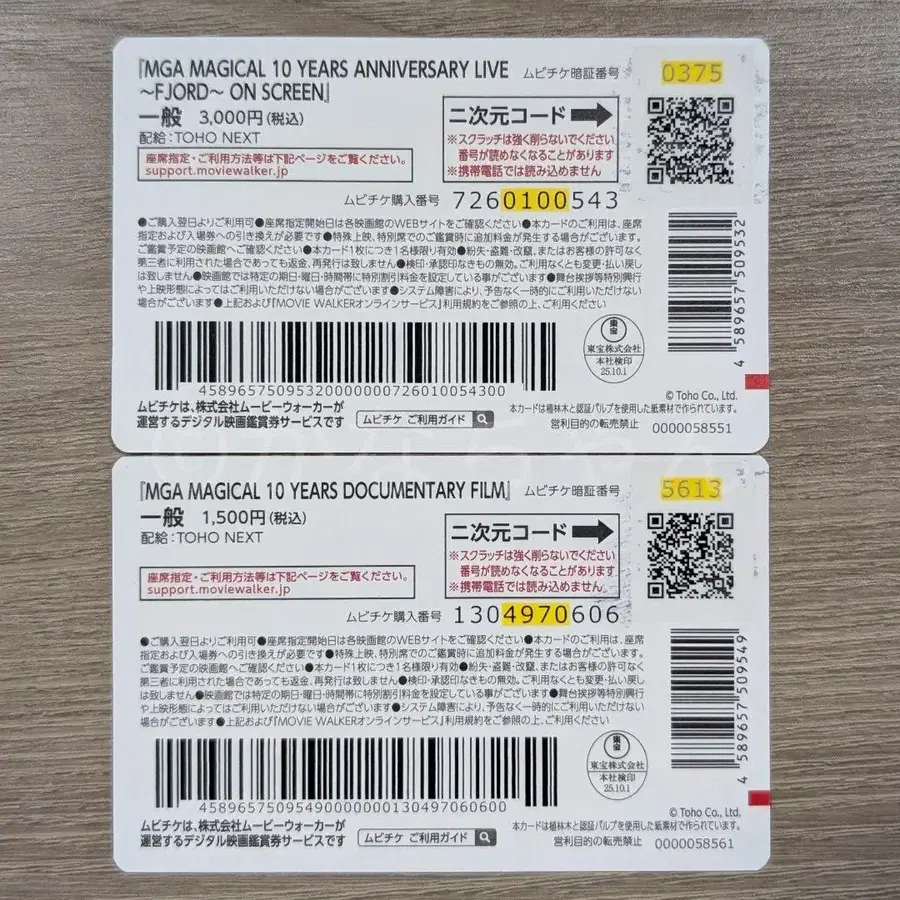 『MGA MAGICAL 10 YEARS ANNIVERSARY LIVE
～FJORD～ ON SCREEN』
ムビチケ暗証番号 0375
一般 3,000円(税込)
配給：TOHO NEXT
二次元コード
※スクラッチは強く削らないでください
番号が読めなくなることがあります
※携帯電話では読み込めません
座席指定・ご利用方法等は下記ページをご覧ください。
support.moviewalker.jp
ムビチケ購入番号 7260100543
●ご購入翌日よりご利用可●座席指定開始日は各映画館のWEBサイトをご確認ください●本カードのご利用は、座席
指定および入場券への引き換えが必要です●特殊上映、特別席でのご鑑賞時に追加料金が発生する場合がございます。
ご鑑賞予定の映画館へご確認ください●本カード1枚につき1名様限り有効●紛失・盗難・改竄、またはお客様の許可なく
第三者に利用された場合であっても返金、再発行は致しません●検印・承認印なきもの無効。ご利用なくとも変更・払い戻し
は致しません●映画館では特定の期日・曜日・時間帯に特別割引料金を設定している事がございます●舞台挨拶等特別興行
や上映形態によってはご利用いただけない場合がございます●システム障害により、予告なく一時的にご利用いただけない
場合がございます●上記および『MOVIE WALKERオンラインサービス』利用規約をご参照の上、ご利用ください
4 589657 509532
4589657509532000000072601005430​0
東宝
東宝株式会社
本社検印
25.10.1
ムビチケは、株式会社ムービーウォーカーが
運営するデジタル映画鑑賞券サービスです
ムビチケ ご利用ガイド
© Toho Co., Ltd.
本カードは植林木と認証パルプを使用した紙素材で作られています。
営利目的の転売禁止 0000058551
『MGA MAGICAL 10 YEARS DOCUMENTARY FILM』
ムビチケ暗証番号 5613
一般 1,500円(税込)
配給：TOHO NEXT
二次元コード
※スクラッチは強く削らないでください
番号が読めなくなることがあります
※携帯電話では読み込めません
座席指定・ご利用方法等は下記ページをご覧ください。
support.moviewalker.jp
ムビチケ購入番号 1304970606
●ご購入翌日よりご利用可●座席指定開始日は各映画館のWEBサイトをご確認ください●本カードのご利用は、座席
指定および入場券への引き換えが必要です●特殊上映、特別席でのご鑑賞時に追加料金が発生する場合がございます。
ご鑑賞予定の映画館へご確認ください●本カード1枚につき1名様限り有効●紛失・盗難・改竄、またはお客様の許可なく
第三者に利用された場合であっても返金、再発行は致しません●検印・承認印なきもの無効。ご利用なくとも変更・払い戻し
は致しません●映画館では特定の期日・曜日・時間帯に特別割引料金を設定している事がございます●舞台挨拶等特別興行
や上映形態によってはご利用いただけない場合がございます●システム障害により、予告なく一時的にご利用いただけない
場合がございます●上記および『MOVIE WALKERオンラインサービス』利用規約をご参照の上、ご利用ください
4 589657 509549
45896575095490000000130497060600
東宝
東宝株式会社
本社検印
25.10.1
ムビチケは、株式会社ムービーウォーカーが
運営するデジタル映画鑑賞券サービスです
ムビチケ ご利用ガイド
© Toho Co., Ltd.
本カードは植林木と認証パルプを使用した紙素材で作られています。
営利目的の転売禁止 0000058561